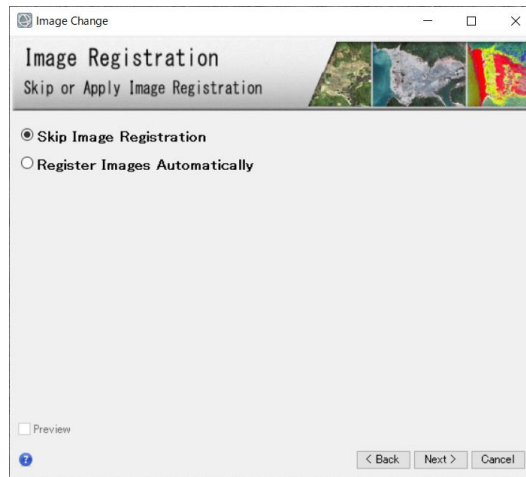 Image Change
Image Registration
Skip or Apply Image Registration
Skip Image Registration
Register Images Automatically
Preview
?
< Back
Next >
Cancel